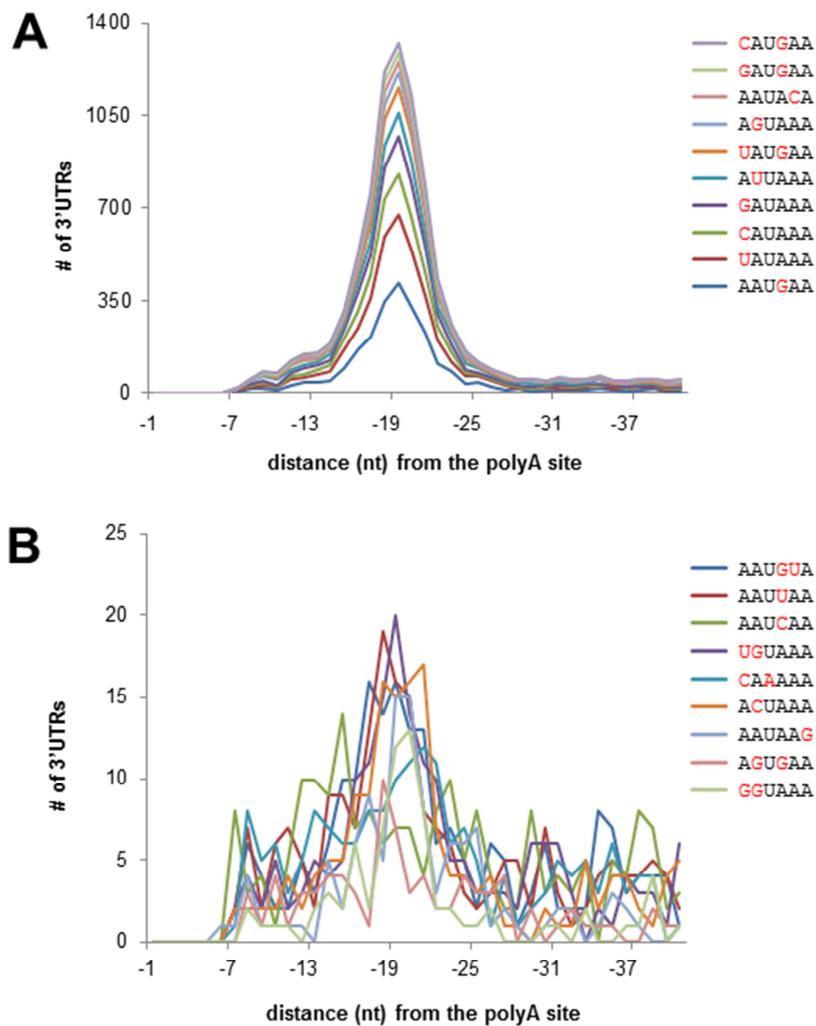 A
1400
1050
700
350
0
# of 3'UTRs
-1 -7 -13 -19 -25 -31 -37
distance (nt) from the polyA site
CAUGAA
GAUGAA
AAUACA
AGUAAA
UAUGAA
AUUAAA
GAUAAA
CAUAAA
UAUAAA
AAUGAA
B
25
20
15
10
5
0
# of 3'UTRs
-1 -7 -13 -19 -25 -31 -37
distance (nt) from the polyA site
AAUGUA
AAUUAA
AAUCAA
UGUAAA
CAAAAA
ACUAAA
AAUAAG
AGUGAA
GGUAAA